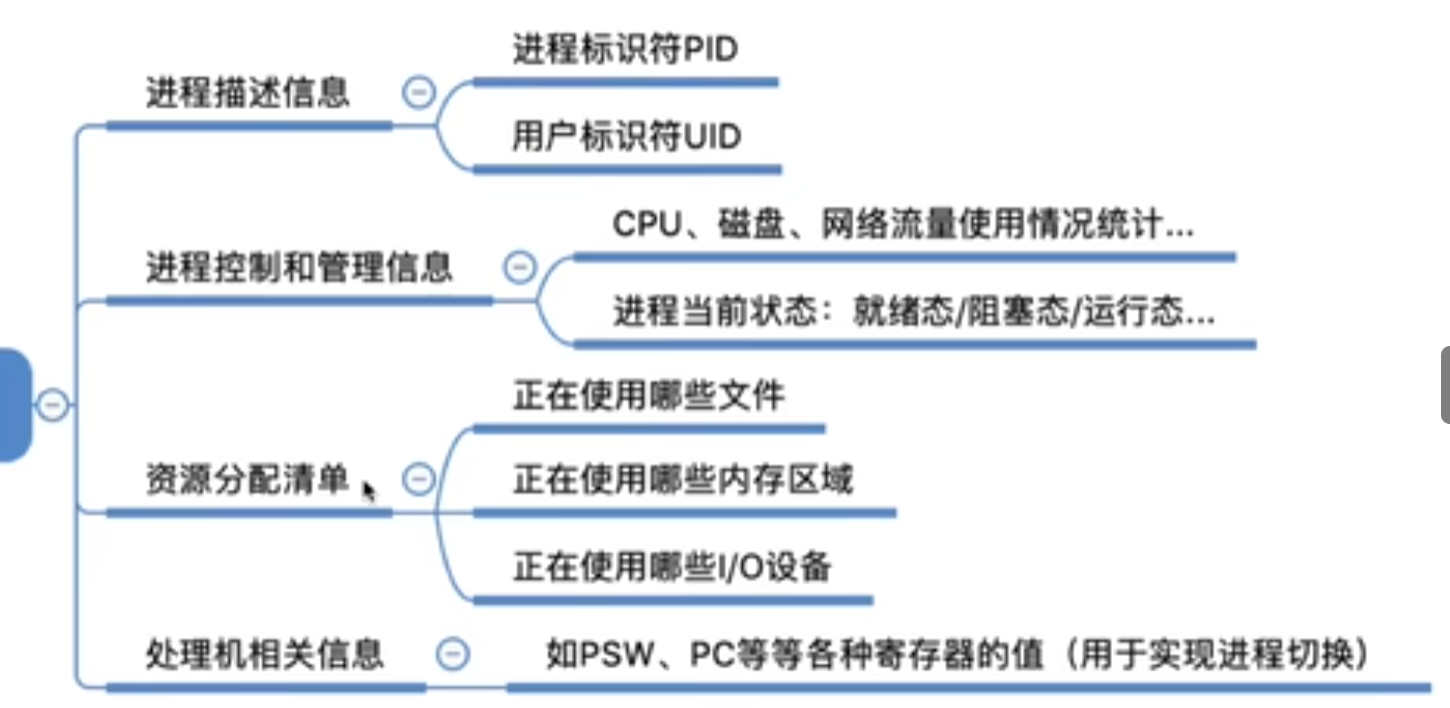 进程描述信息
进程标识符PID
用户标识符UID
进程控制和管理信息
CPU、磁盘、网络流量使用情况统计...
进程当前状态：就绪态/阻塞态/运行态...
资源分配清单
正在使用哪些文件
正在使用哪些内存区域
正在使用哪些I/O设备
处理机相关信息
如PSW、PC等等各种寄存器的值（用于实现进程切换）